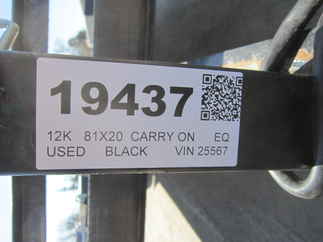 19437
12K 81X20 CARRY ON EQ
USED BLACK VIN 25567